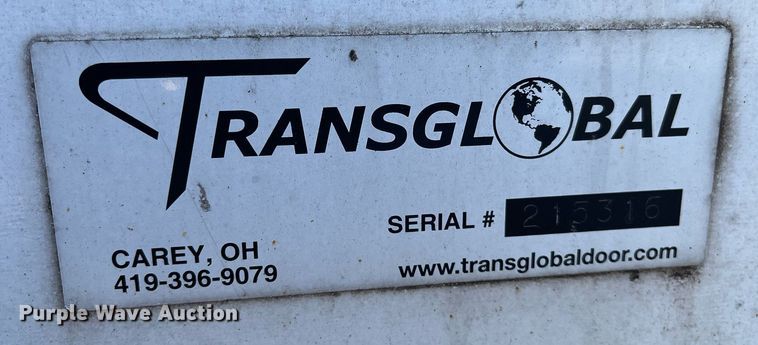 TRANSGLOBAL
SERIAL # 215316
CAREY, OH
419-396-9079
www.transglobaldoor.com
Purple Wave Auction